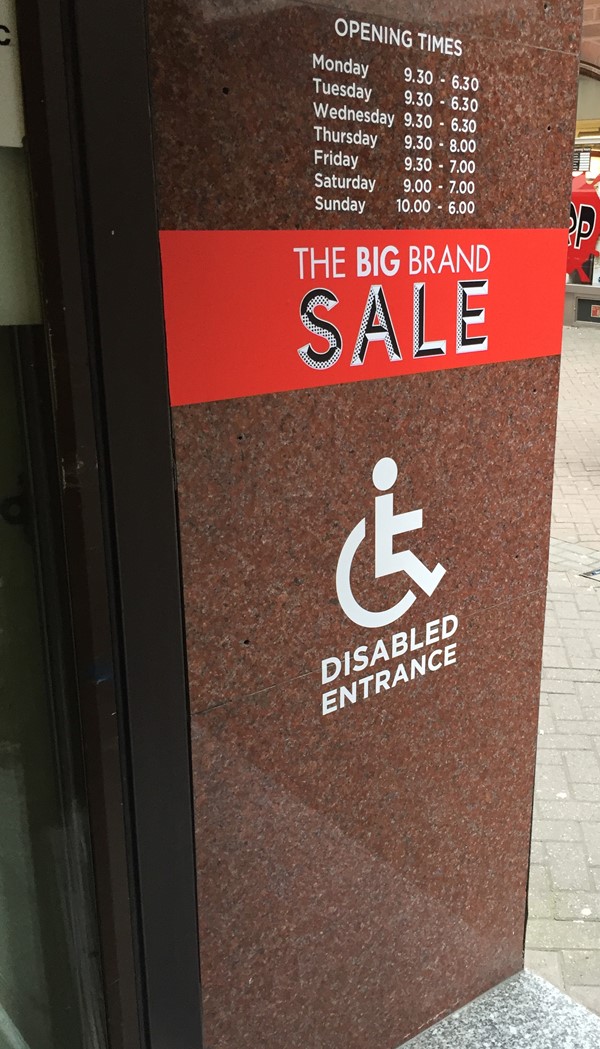 OPENING TIMES
Monday 9.30 - 6.30
Tuesday 9.30 - 6.30
Wednesday 9.30 - 6.30
Thursday 9.30 - 8.00
Friday 9.30 - 7.00
Saturday 9.00 - 7.00
Sunday 10.00 - 6.00
THE BIG BRAND
SALE
DISABLED
ENTRANCE